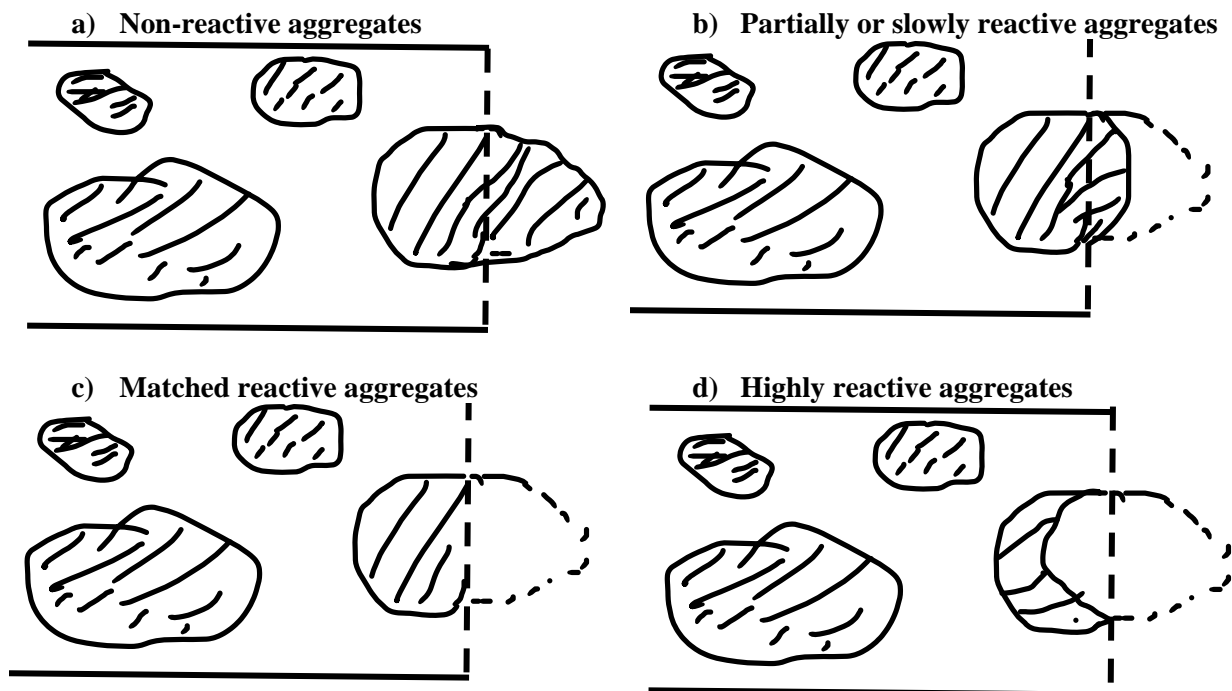 a) Non-reactive aggregates
b) Partially or slowly reactive aggregates
c) Matched reactive aggregates
d) Highly reactive aggregates